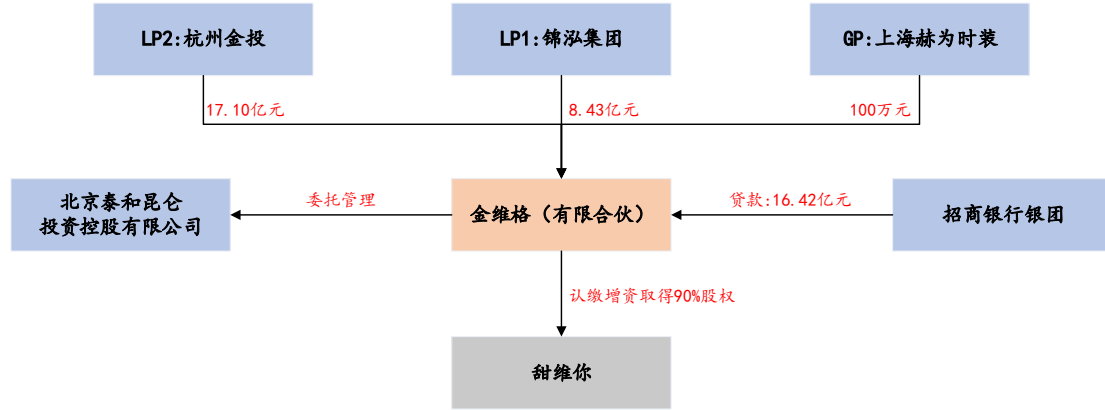 LP2:杭州金投
LP1:锦泓集团
GP:上海赫为时装
17.10亿元
8.43亿元
100万元
北京泰和昆仑
投资控股有限公司
委托管理
金维格（有限合伙）
贷款:16.42亿元
招商银行银团
认缴增资取得90%股权
甜维你